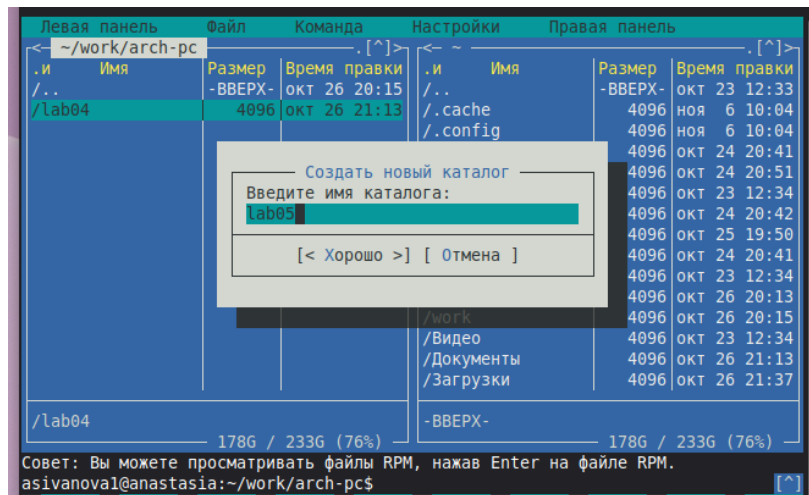 Левая панель Файл Команда Настройки Правая панель
<─ ~/work/arch-pc .[^]> <─ ~ .[^]>
.и Имя Размер Время правки .и Имя Размер Время правки
/.. -ВВЕРХ- окт 26 20:15 /.. -ВВЕРХ- окт 23 12:33
/lab04 4096 окт 26 21:13 /.cache 4096 ноя 6 10:04
/.config 4096 ноя 6 10:04
4096 окт 24 20:41
Создать новый каталог 4096 окт 24 20:51
Введите имя каталога: 4096 окт 23 12:34
lab05 4096 окт 24 20:42
4096 окт 25 19:50
[< Хорошо >] [ Отмена ] 4096 окт 24 20:41
4096 окт 23 12:34
4096 окт 26 20:13
/work 4096 окт 26 20:15
/Видео 4096 окт 23 12:34
/Документы 4096 окт 26 21:13
/Загрузки 4096 окт 26 21:37
/lab04 -ВВЕРХ-
178G / 233G (76%) 178G / 233G (76%)
Совет: Вы можете просматривать файлы RPM, нажав Enter на файле RPM.
asivanova1@anastasia:~/work/arch-pc$ [^]